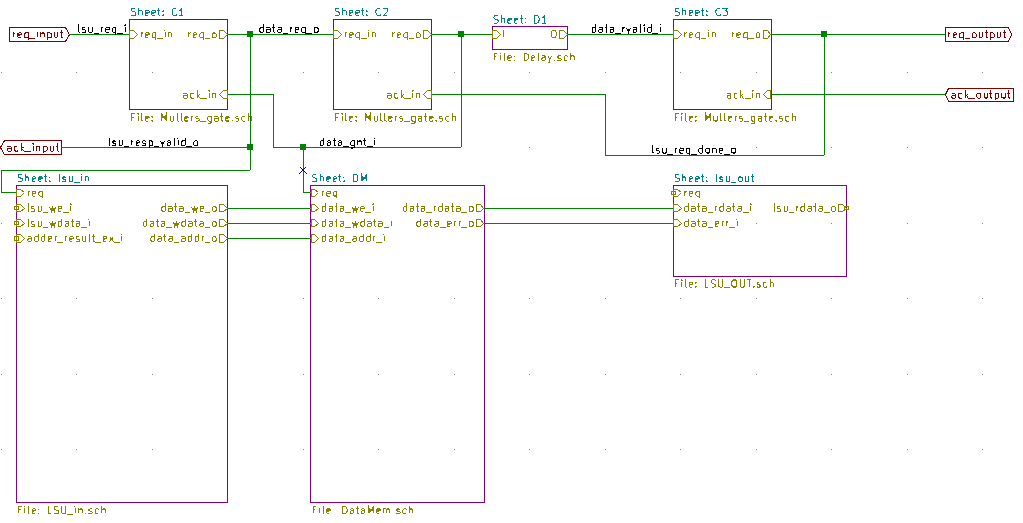 Sheet: C1
Sheet: C2
Sheet: D1
Sheet: C3
req_input
lsu_req_i
req_in
req_o
data_req_o
req_in
req_o
I
O
data_rvalid_i
req_in
req_o
req_output
File: Delay.sch
ack_in
ack_in
ack_in
ack_output
File: Mullers_gate.sch
File: Mullers_gate.sch
File: Mullers_gate.sch
ack_input
lsu_resp_valid_o
data_gnt_i
lsu_req_done_o
Sheet: lsu_in
Sheet: DM
Sheet: lsu_out
req
req
req
lsu_we_i
data_we_o
data_we_i
data_rdata_o
data_rdata_i
lsu_rdata_o
lsu_wdata_i
data_wdata_o
data_wdata_i
data_err_o
data_err_i
adder_result_ex_i
data_addr_o
data_addr_i
File: LSU_OUT.sch
File: LSU_in.sch
File: DataMem.sch